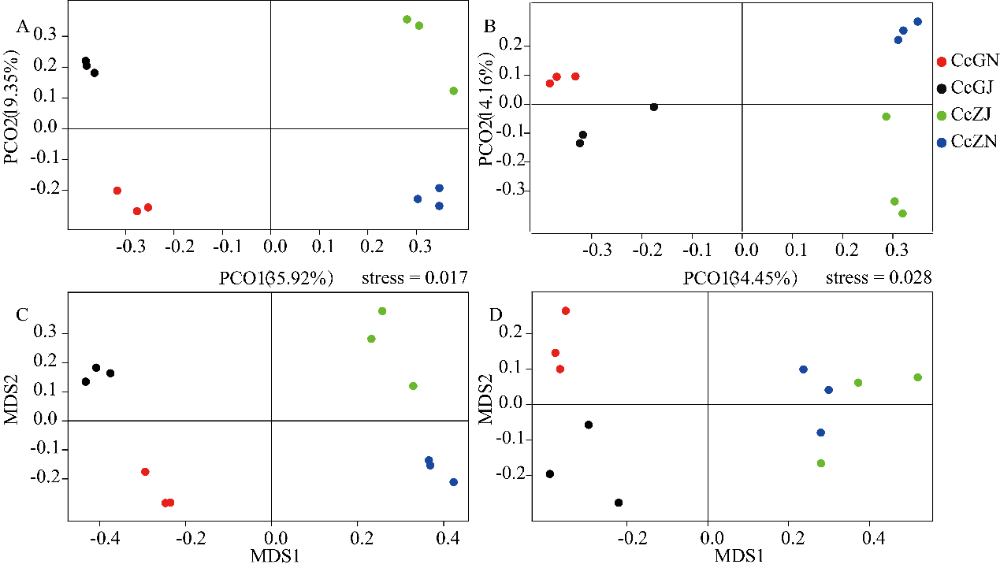 A
0.3
0.2
0.1
0.0
-0.1
-0.2
PCO2(19.35%)
-0.3
-0.2
-0.1
0.0
0.1
0.2
0.3
PCO1(35.92%)
stress = 0.017
B
0.2
0.1
0.0
-0.1
-0.2
-0.3
PCO2(14.16%)
-0.3
-0.2
-0.1
0.0
0.1
0.2
0.3
PCO1(34.45%)
stress = 0.028
CcGN
CcGJ
CcZJ
CcZN
C
0.3
0.2
0.1
0.0
-0.1
-0.2
MDS2
-0.4
-0.2
0.0
0.2
0.4
MDS1
D
0.2
0.1
0.0
-0.1
-0.2
MDS2
-0.2
0.0
0.2
0.4
MDS1